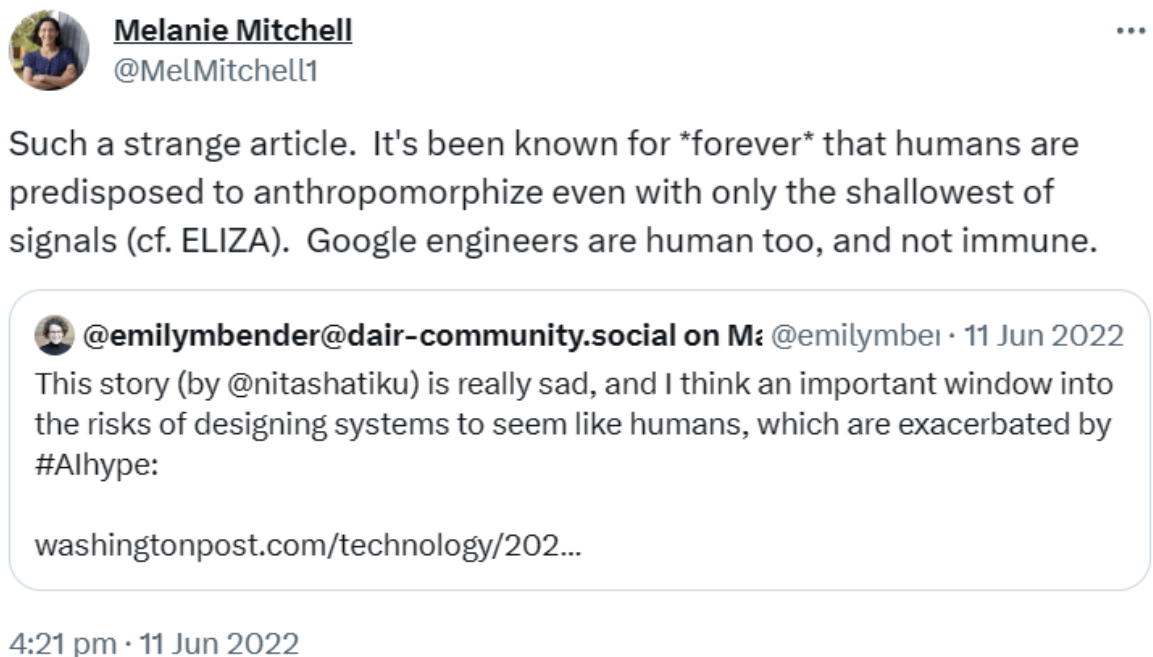 Melanie Mitchell
@MelMitchell1
Such a strange article. It's been known for *forever* that humans are
predisposed to anthropomorphize even with only the shallowest of
signals (cf. ELIZA). Google engineers are human too, and not immune.
@emilymbender@dair-community.social on Ma @emilymber · 11 Jun 2022
This story (by @nitashatiku) is really sad, and I think an important window into
the risks of designing systems to seem like humans, which are exacerbated by
#AIhype:
washingtonpost.com/technology/202...
4:21 pm · 11 Jun 2022